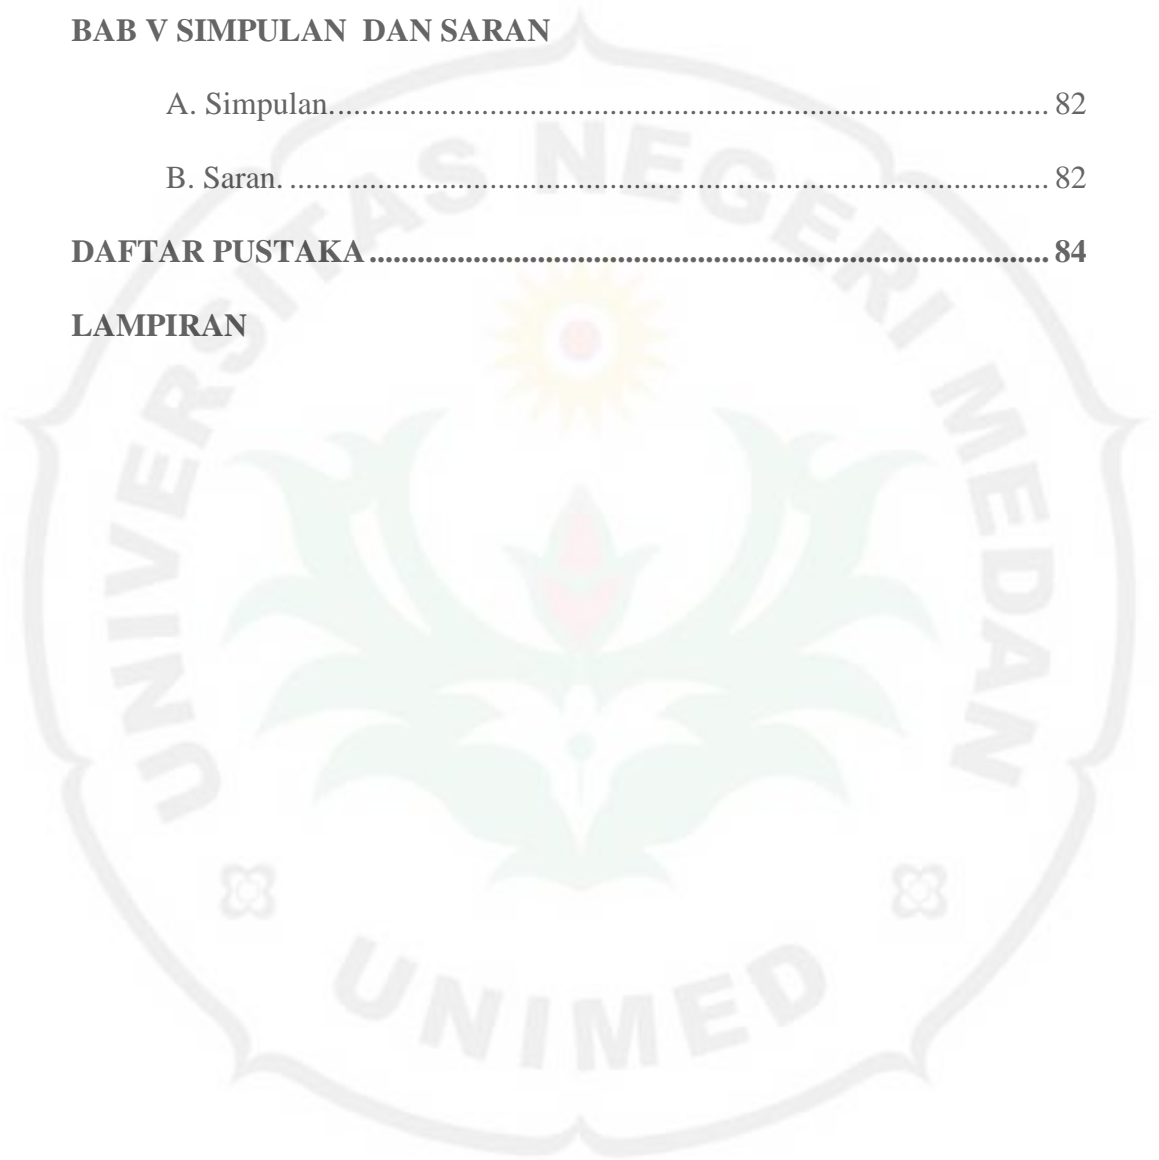 BAB V SIMPULAN DAN SARAN
A. Simpulan.......................................................................................... 82
B. Saran. ............................................................................................... 82
DAFTAR PUSTAKA..................................................................................... 84
LAMPIRAN
UNIVERSITAS NEGERI MEDAN
UNIMED